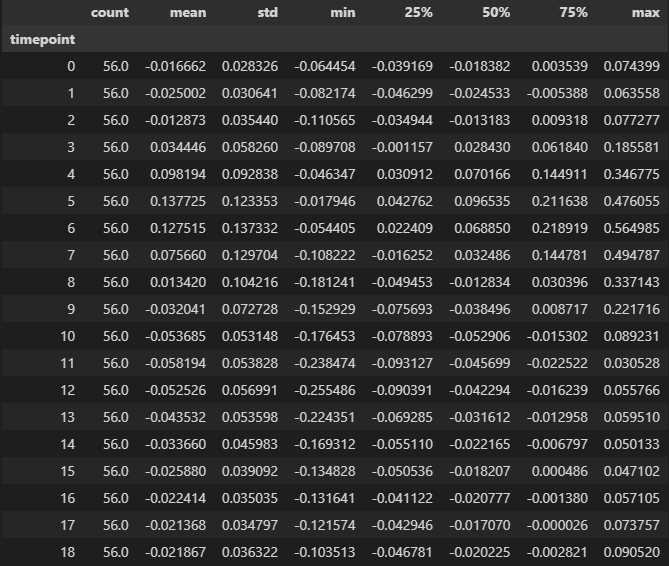 count mean std min 25% 50% 75% max
timepoint
0 56.0 -0.016662 0.028326 -0.064454 -0.039169 -0.018382 0.003539 0.074399
1 56.0 -0.025002 0.030641 -0.082174 -0.046299 -0.024533 -0.005388 0.063558
2 56.0 -0.012873 0.035440 -0.110565 -0.034944 -0.013183 0.009318 0.077277
3 56.0 0.034446 0.058260 -0.089708 -0.001157 0.028430 0.061840 0.185581
4 56.0 0.098194 0.092838 -0.046347 0.030912 0.070166 0.144911 0.346775
5 56.0 0.137725 0.123353 -0.017946 0.042762 0.096535 0.211638 0.476055
6 56.0 0.127515 0.137332 -0.054405 0.022409 0.068850 0.218919 0.564985
7 56.0 0.075660 0.129704 -0.108222 -0.016252 0.032486 0.144781 0.494787
8 56.0 0.013420 0.104216 -0.181241 -0.049453 -0.012834 0.030396 0.337143
9 56.0 -0.032041 0.072728 -0.152929 -0.075693 -0.038496 0.008717 0.221716
10 56.0 -0.053685 0.053148 -0.176453 -0.078893 -0.052906 -0.015302 0.089231
11 56.0 -0.058194 0.053828 -0.238474 -0.093127 -0.045699 -0.022522 0.030528
12 56.0 -0.052526 0.056991 -0.255486 -0.090391 -0.042294 -0.016239 0.055766
13 56.0 -0.043532 0.053598 -0.224351 -0.069285 -0.031612 -0.012958 0.059510
14 56.0 -0.033660 0.045983 -0.169312 -0.055110 -0.022165 -0.006797 0.050133
15 56.0 -0.025880 0.039092 -0.134828 -0.050536 -0.018207 0.000486 0.047102
16 56.0 -0.022414 0.035035 -0.131641 -0.041122 -0.020777 -0.001380 0.057105
17 56.0 -0.021368 0.034797 -0.121574 -0.042946 -0.017070 -0.000026 0.073757
18 56.0 -0.021867 0.036322 -0.103513 -0.046781 -0.020225 -0.002821 0.090520